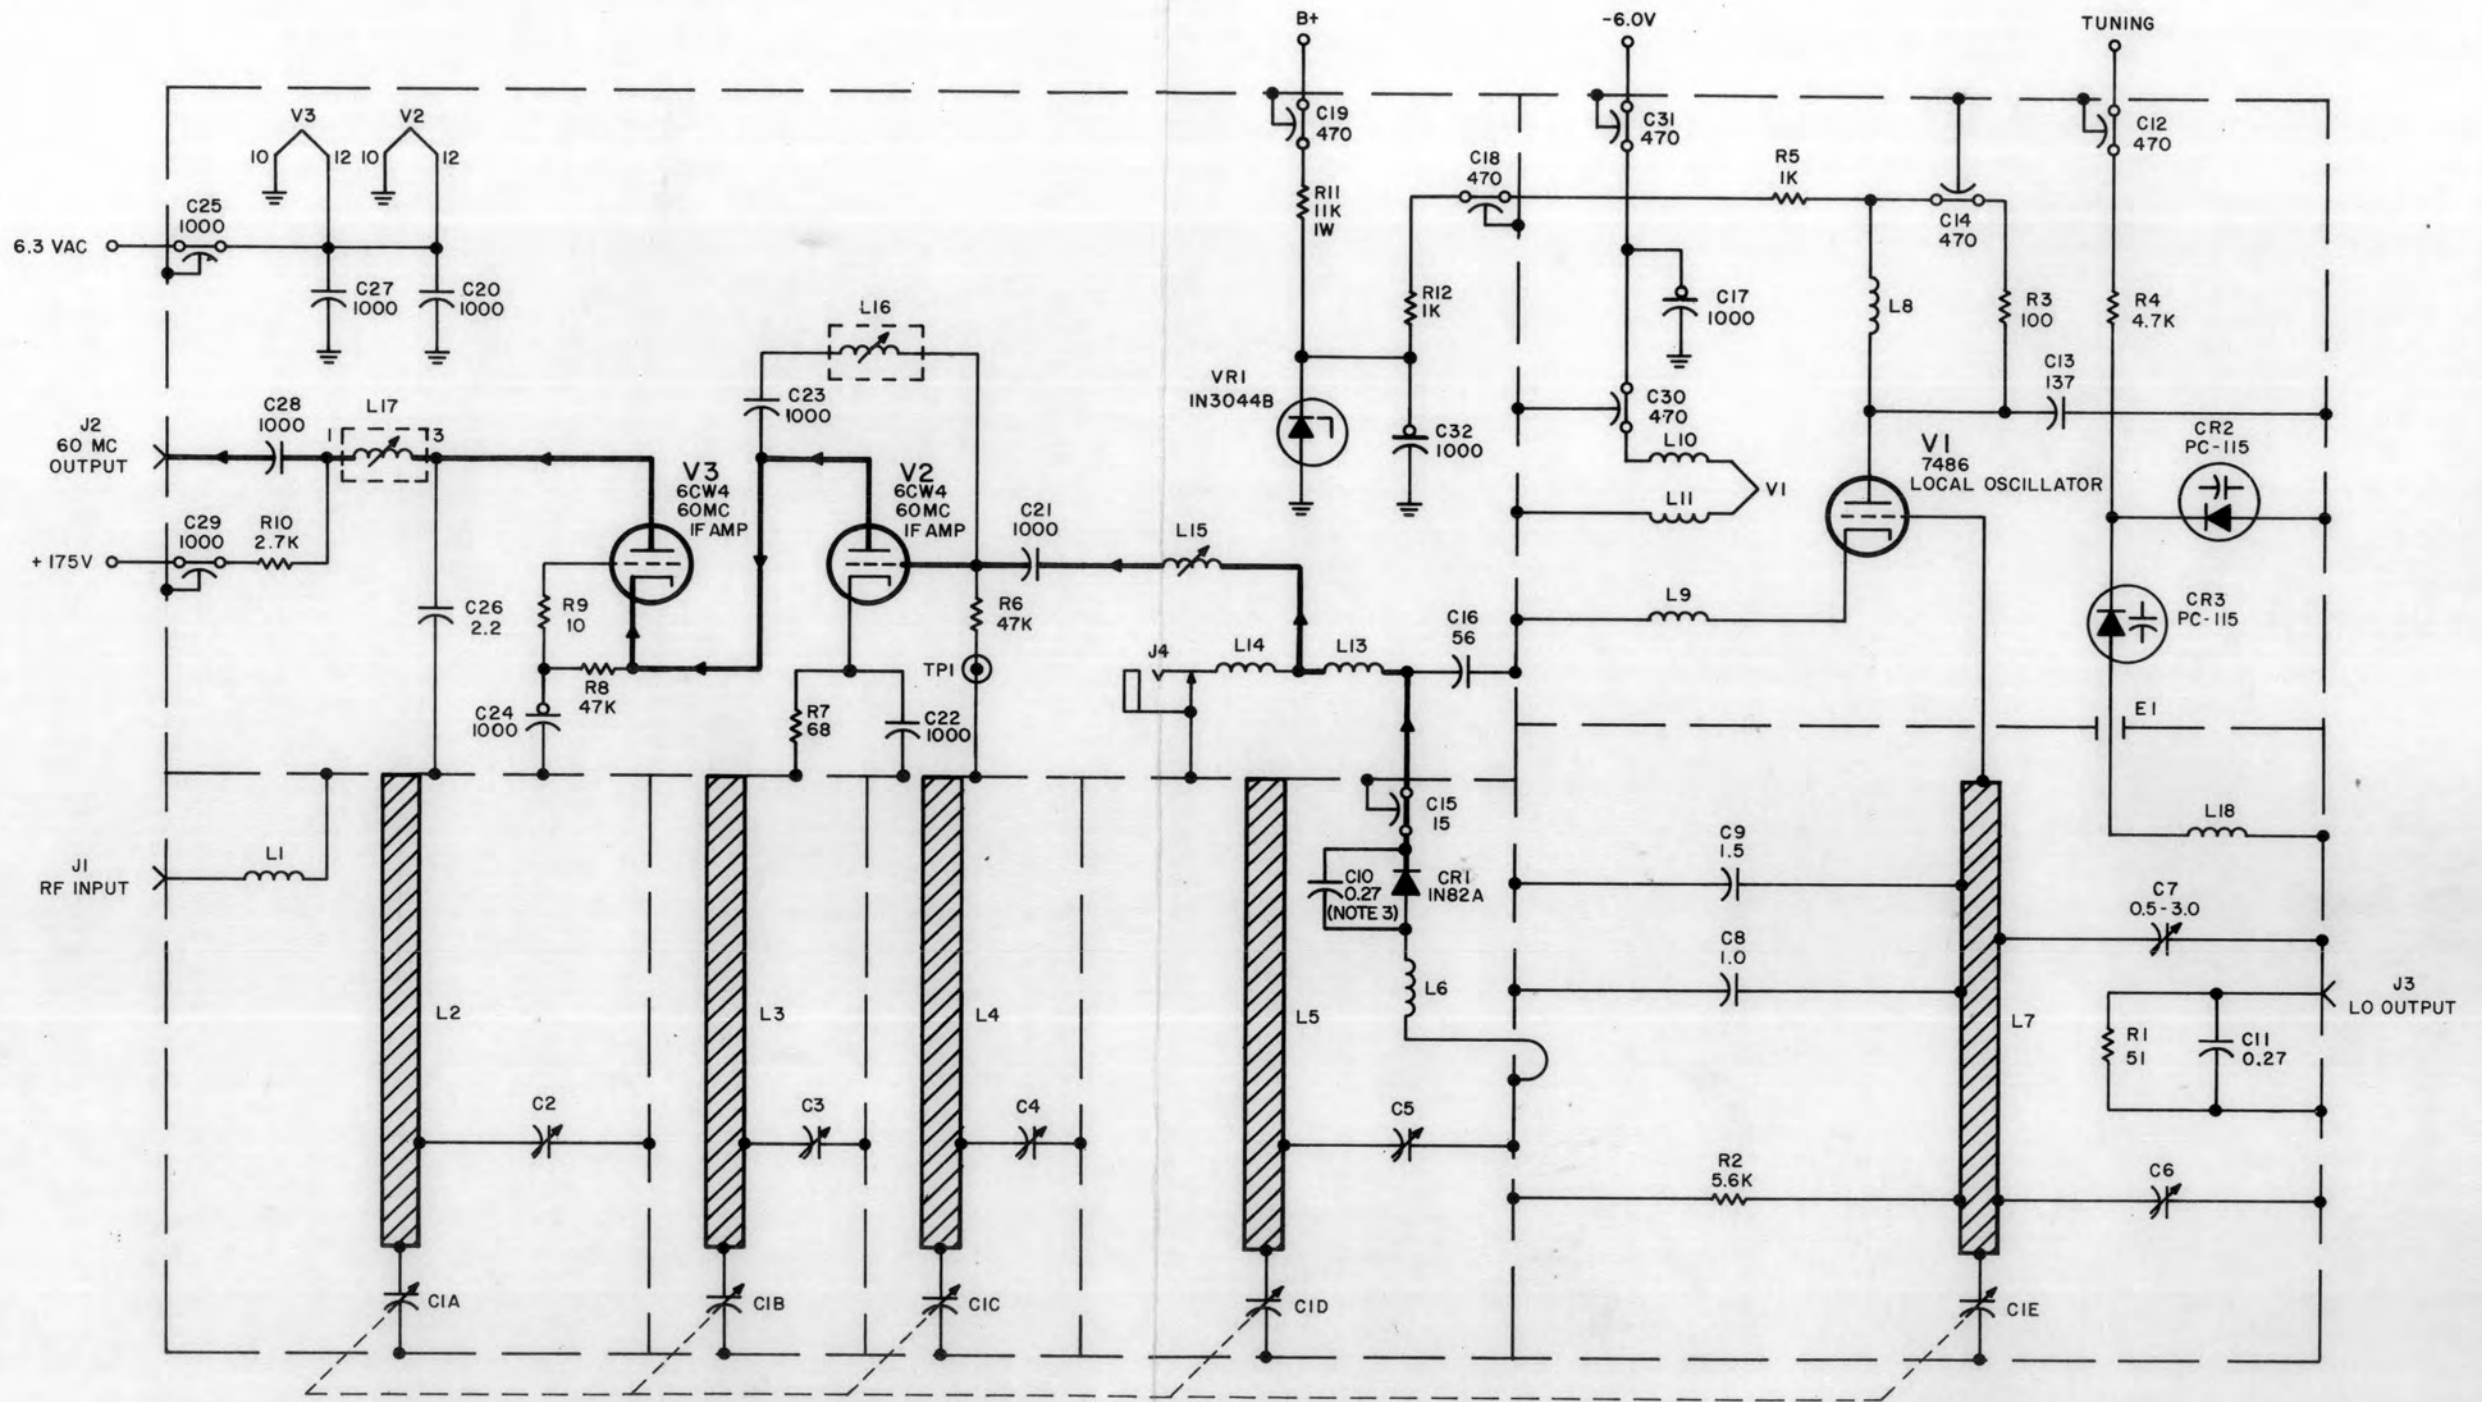 B+
-6.0V
TUNING
V3
V2
10
12
10
12
C19
470
C31
470
C12
470
C18
470
R5
1K
C14
470
R11
11K
1W
C25
1000
6.3 VAC
C27
1000
C20
1000
R12
1K
C17
1000
L8
R3
100
R4
4.7K
L16
VR1
1N3044B
C13
137
C23
1000
C30
470
C28
1000
L17
1
3
J2
60 MC
OUTPUT
C32
1000
L10
V1
L11
V1
7486
LOCAL OSCILLATOR
CR2
PC-115
V3
6CW4
60MC
IF AMP
V2
6CW4
60MC
IF AMP
C21
1000
L15
C29
1000
R10
2.7K
+175V
C26
2.2
R9
10
R6
47K
L9
CR3
PC-115
C16
56
J4
L14
L13
TP1
R8
47K
C24
1000
R7
68
C22
1000
E1
C15
15
L18
J1
RF INPUT
L1
C10
0.27
(NOTE 3)
CR1
1N82A
C9
1.5
C7
0.5-3.0
C8
1.0
L6
L2
L3
L4
L5
L7
J3
LO OUTPUT
R1
51
C11
0.27
C2
C3
C4
C5
R2
5.6K
C6
C1A
C1B
C1C
C1D
C1E